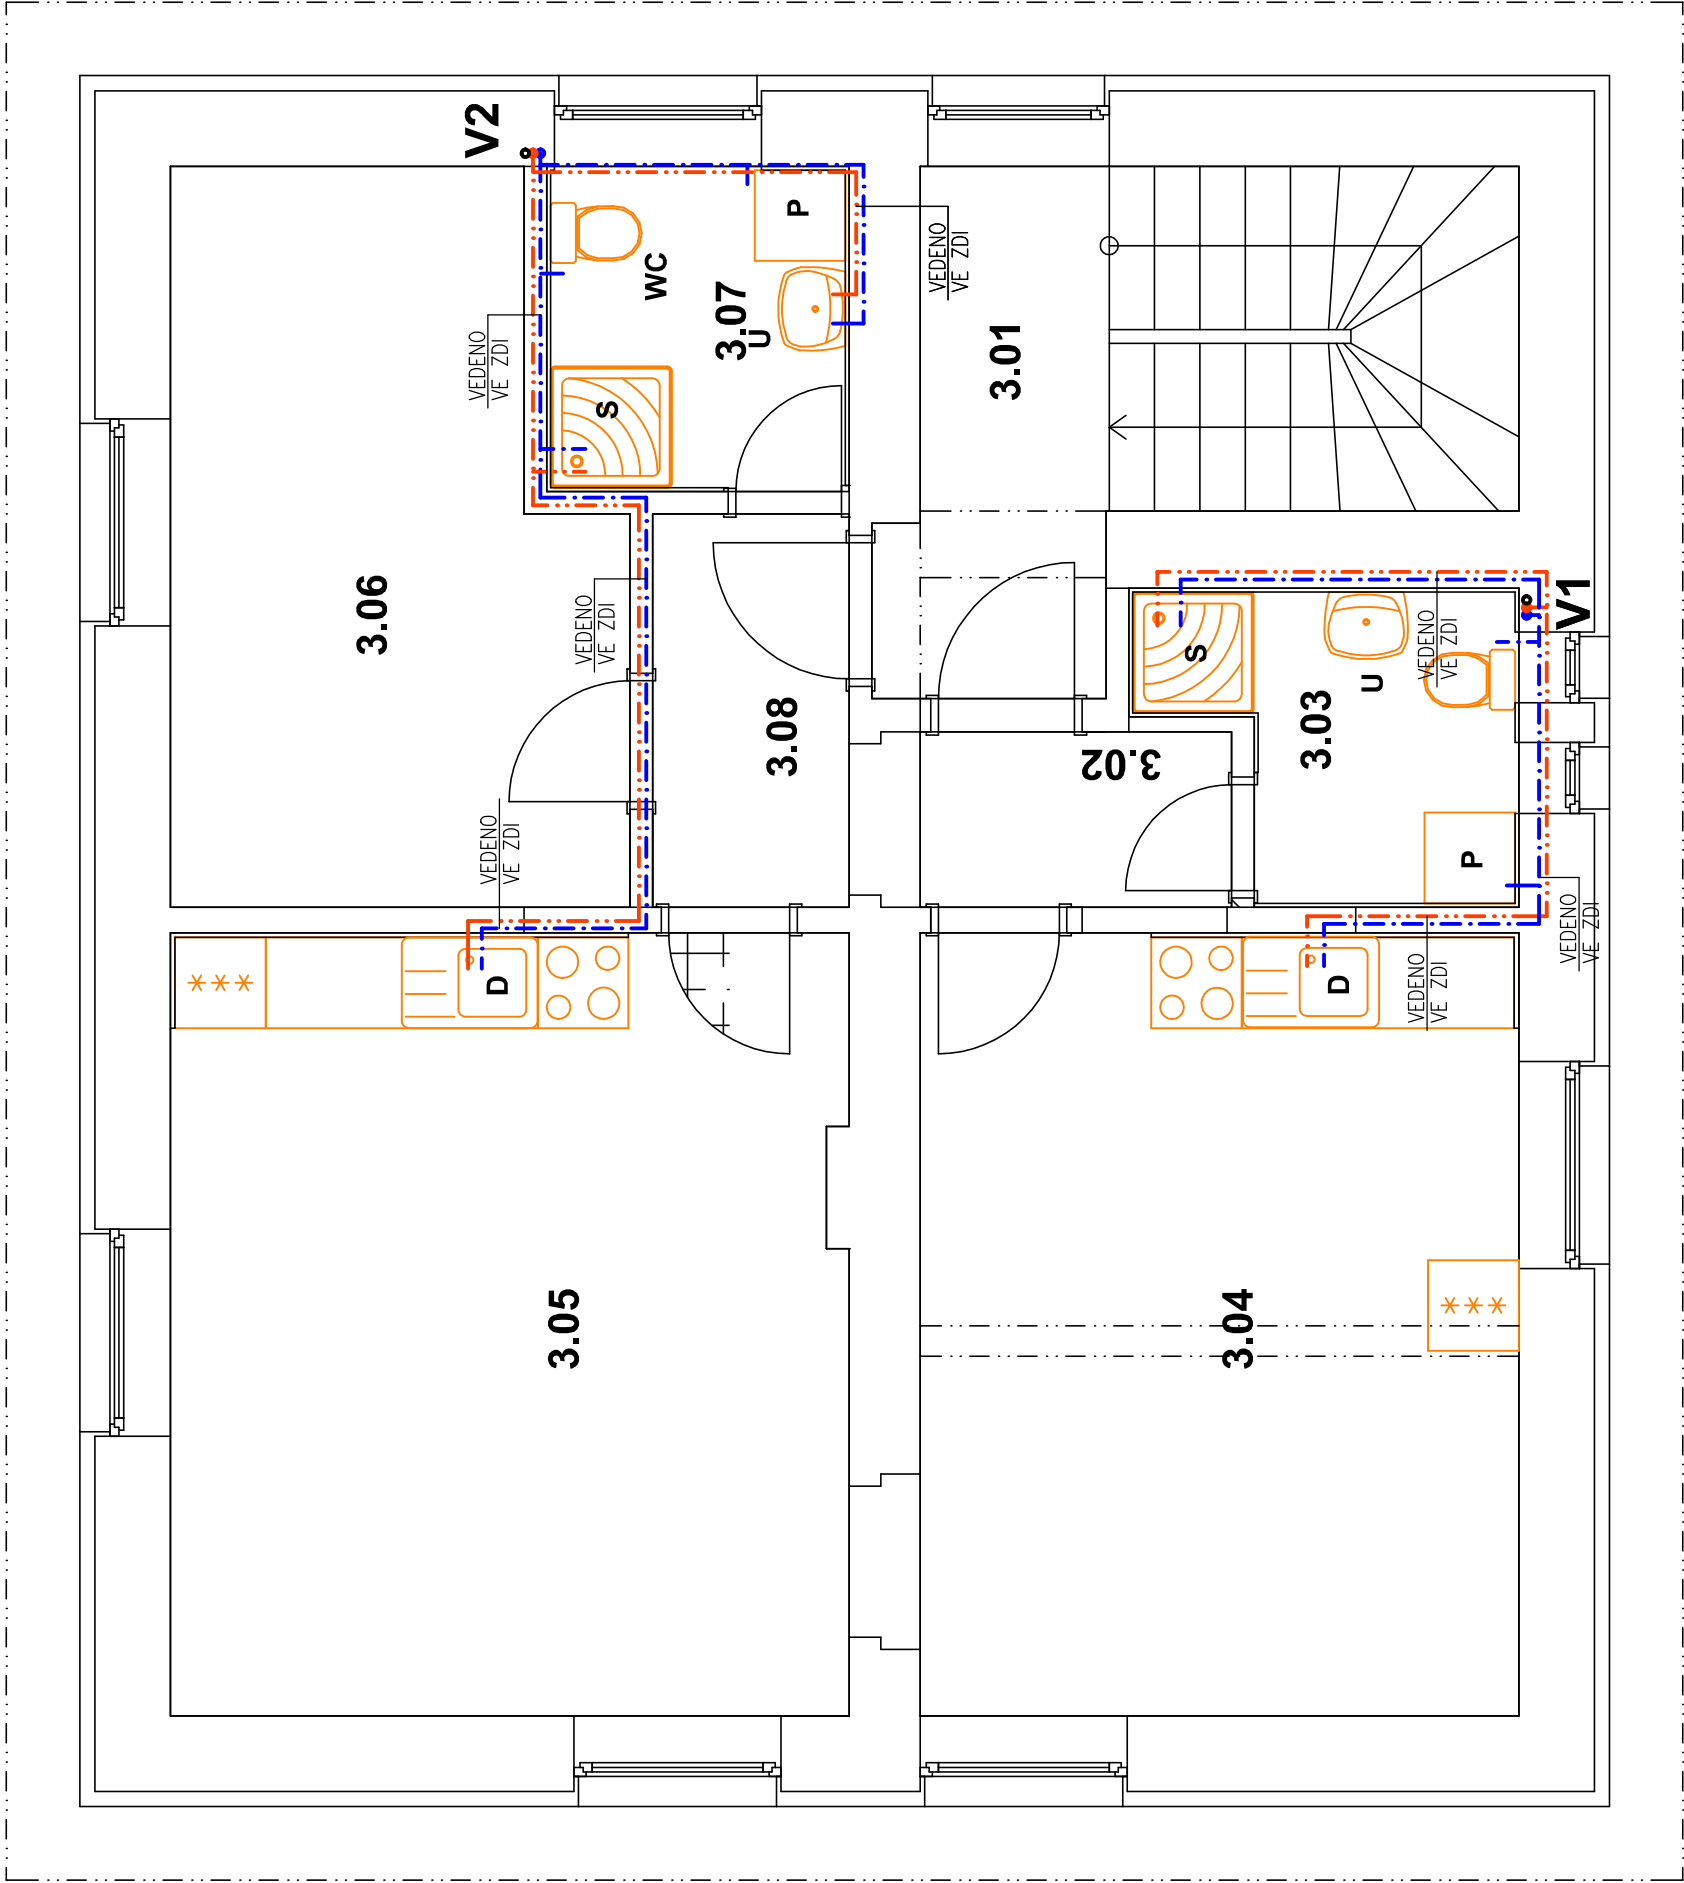 V2
WC
P
3.07
U
VEDENO
VE ZDI
VEDENO
VE ZDI
S
3.01
3.06
VEDENO
VE ZDI
3.08
V1
VEDENO
VE ZDI
S
U
3.03
3.02
VEDENO
VE ZDI
P
VEDENO
VE ZDI
D
D
VEDENO
VE ZDI
3.05
3.04